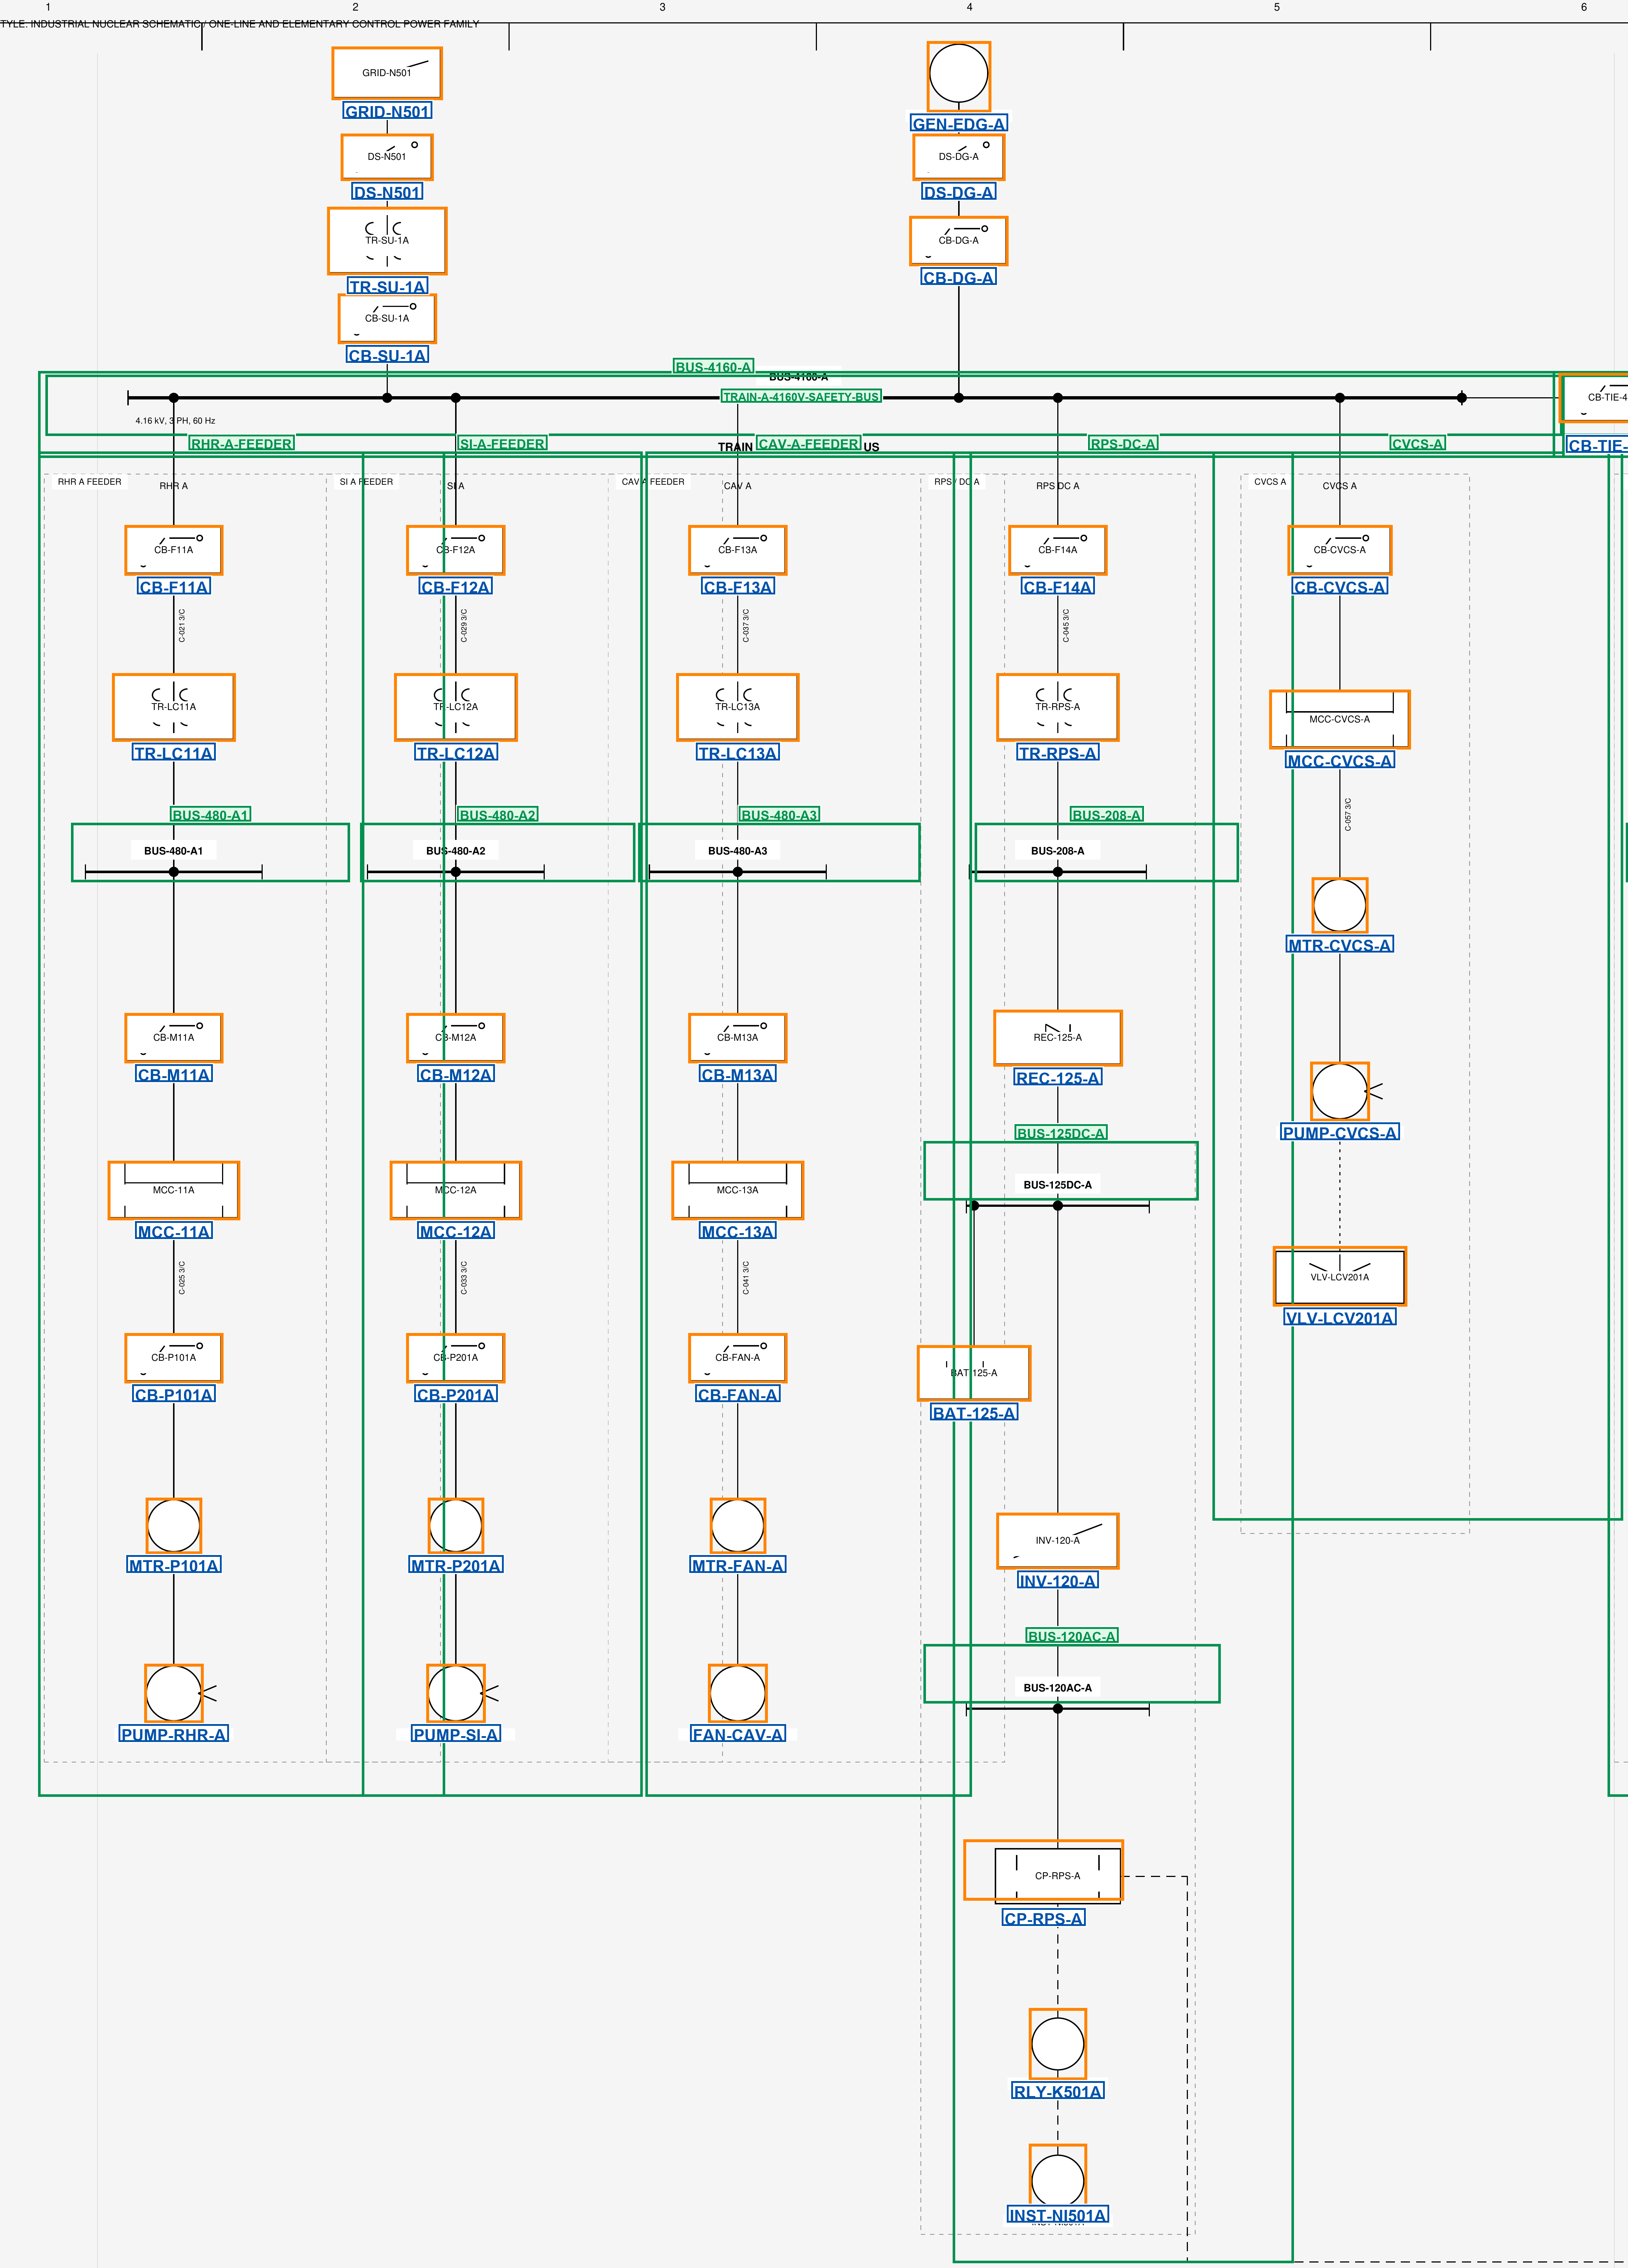 1 2 3 4 5 6
TYLE: INDUSTRIAL NUCLEAR SCHEMATIC / ONE-LINE AND ELEMENTARY CONTROL POWER FAMILY
GRID-N501
GRID-N501
GEN-EDG-A
DS-N501
DS-DG-A
DS-N501
DS-DG-A
TR-SU-1A
CB-DG-A
TR-SU-1A
CB-DG-A
CB-SU-1A
CB-SU-1A
BUS-4160-A
BUS-4160-A
TRAIN-A-4160V-SAFETY-BUS
CB-TIE-4
4.16 kV, 3 PH, 60 Hz
RHR-A-FEEDER SI-A-FEEDER CAV-A-FEEDER RPS-DC-A CVCS-A
TRAIN US
CB-TIE-
RHR A FEEDER RHR A SI A FEEDER SI A CAV A FEEDER CAV A RPS / DC A RPS DC A CVCS A CVCS A
CB-F11A CB-F12A CB-F13A CB-F14A CB-CVCS-A
CB-F11A CB-F12A CB-F13A CB-F14A CB-CVCS-A
C-021 3/C C-029 3/C C-037 3/C C-045 3/C
TR-LC11A TR-LC12A TR-LC13A TR-RPS-A MCC-CVCS-A
TR-LC11A TR-LC12A TR-LC13A TR-RPS-A MCC-CVCS-A
C-057 3/C
BUS-480-A1 BUS-480-A2 BUS-480-A3 BUS-208-A
BUS-480-A1 BUS-480-A2 BUS-480-A3 BUS-208-A
MTR-CVCS-A
CB-M11A CB-M12A CB-M13A REC-125-A
CB-M11A CB-M12A CB-M13A REC-125-A
PUMP-CVCS-A
BUS-125DC-A
BUS-125DC-A
MCC-11A MCC-12A MCC-13A
MCC-11A MCC-12A MCC-13A
C-025 3/C C-033 3/C C-041 3/C
VLV-LCV201A
VLV-LCV201A
CB-P101A CB-P201A CB-FAN-A BAT-125-A
CB-P101A CB-P201A CB-FAN-A
BAT-125-A
INV-120-A
MTR-P101A MTR-P201A MTR-FAN-A INV-120-A
BUS-120AC-A
BUS-120AC-A
PUMP-RHR-A PUMP-SI-A FAN-CAV-A
CP-RPS-A
CP-RPS-A
RLY-K501A
INST-NI501A